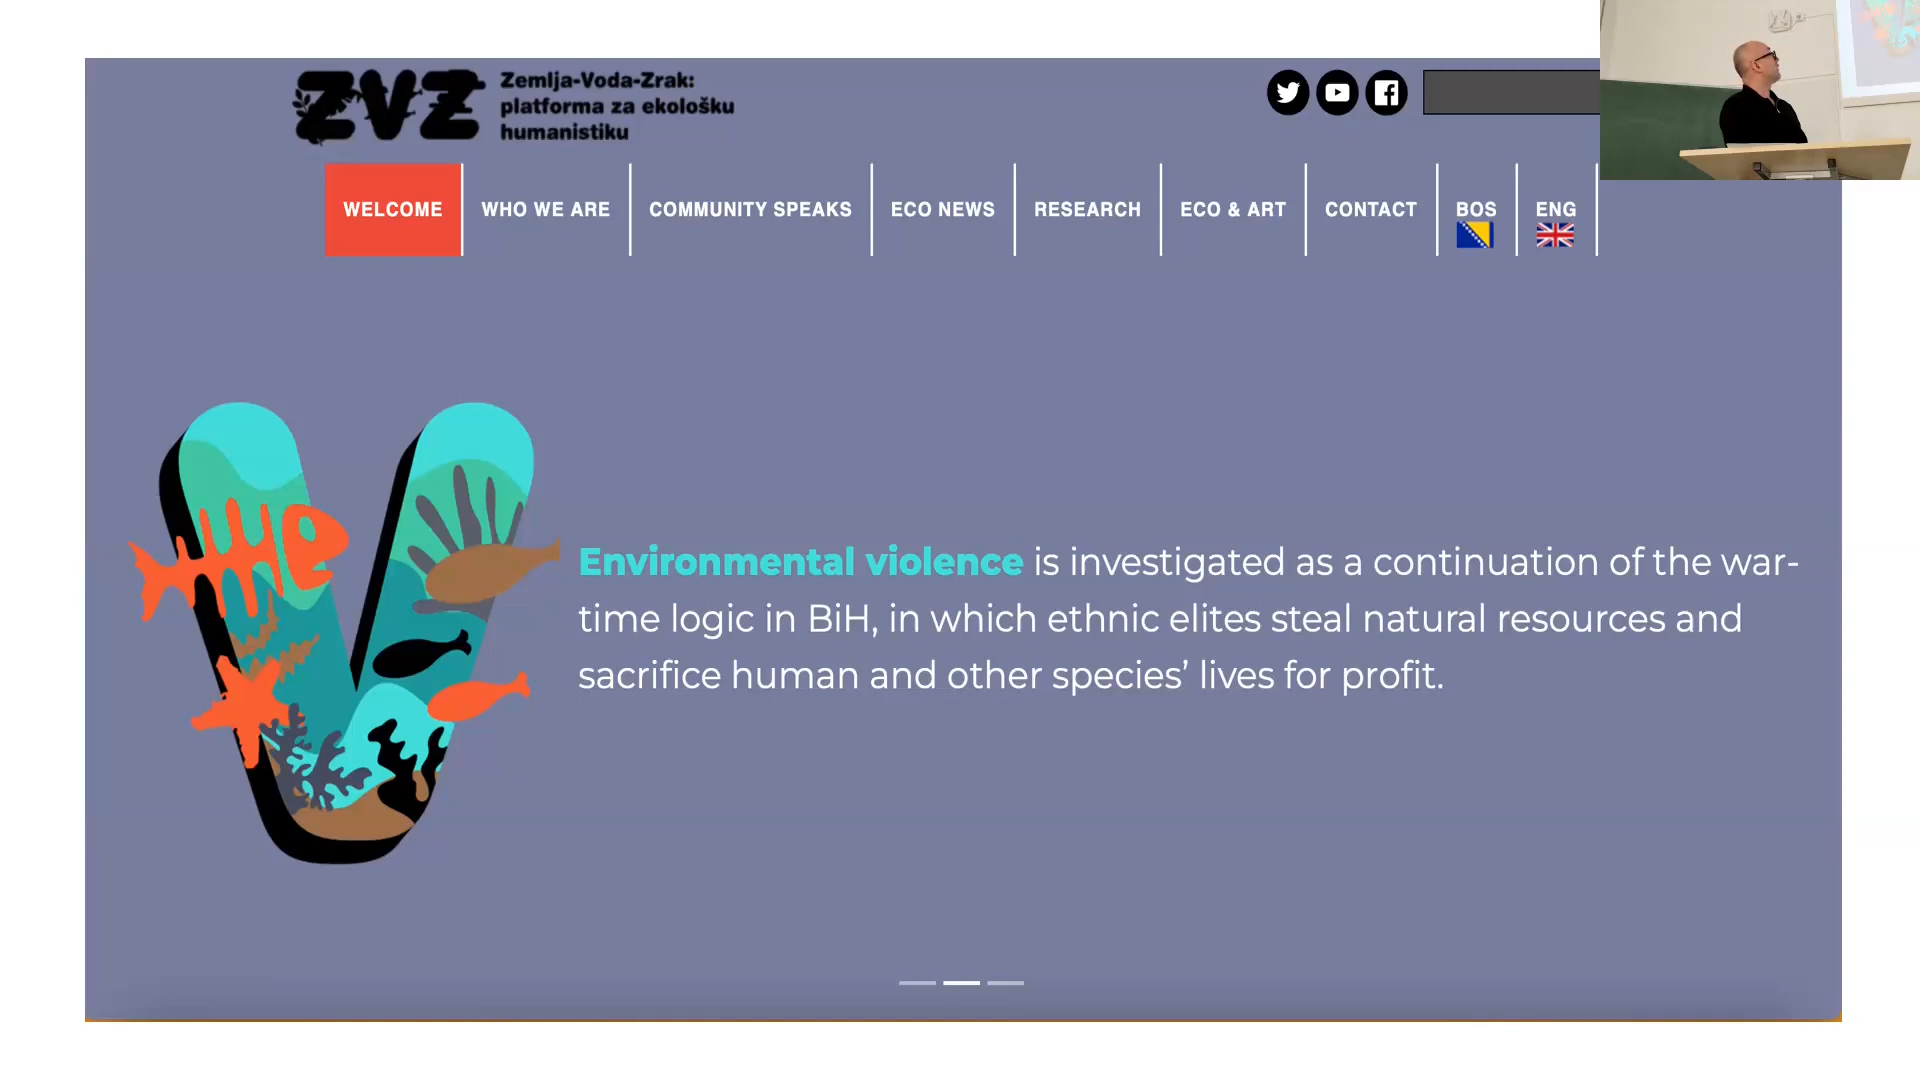 ZVZ
Zemlja-Voda-Zrak:
platforma za ekološku
humanistiku
WELCOME
WHO WE ARE
COMMUNITY SPEAKS
ECO NEWS
RESEARCH
ECO & ART
CONTACT
BOS
ENG
Environmental violence is investigated as a continuation of the war-
time logic in BiH, in which ethnic elites steal natural resources and
sacrifice human and other species’ lives for profit.